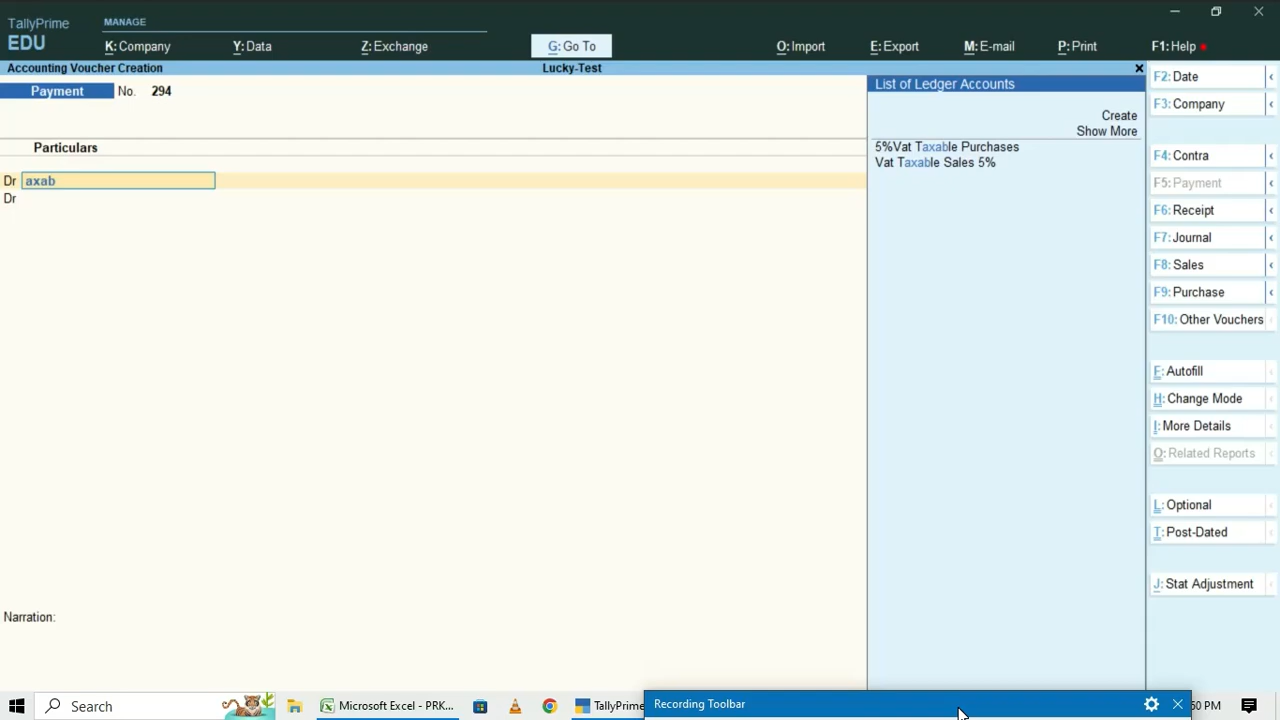 TallyPrime
EDU
MANAGE
K: Company
Y: Data
Z: Exchange
G: Go To
O: Import
E: Export
M: E-mail
P: Print
F1: Help
Accounting Voucher Creation
Lucky-Test
Payment No. 294
Particulars
Dr axab
Dr
Narration:
List of Ledger Accounts
Create
Show More
5%Vat Taxable Purchases
Vat Taxable Sales 5%
F2: Date
F3: Company
F4: Contra
F5: Payment
F6: Receipt
F7: Journal
F8: Sales
F9: Purchase
F10: Other Vouchers
F: Autofill
H: Change Mode
I: More Details
O: Related Reports
L: Optional
T: Post-Dated
J: Stat Adjustment
Search
Microsoft Excel - PRK...
TallyPrime
Recording Toolbar